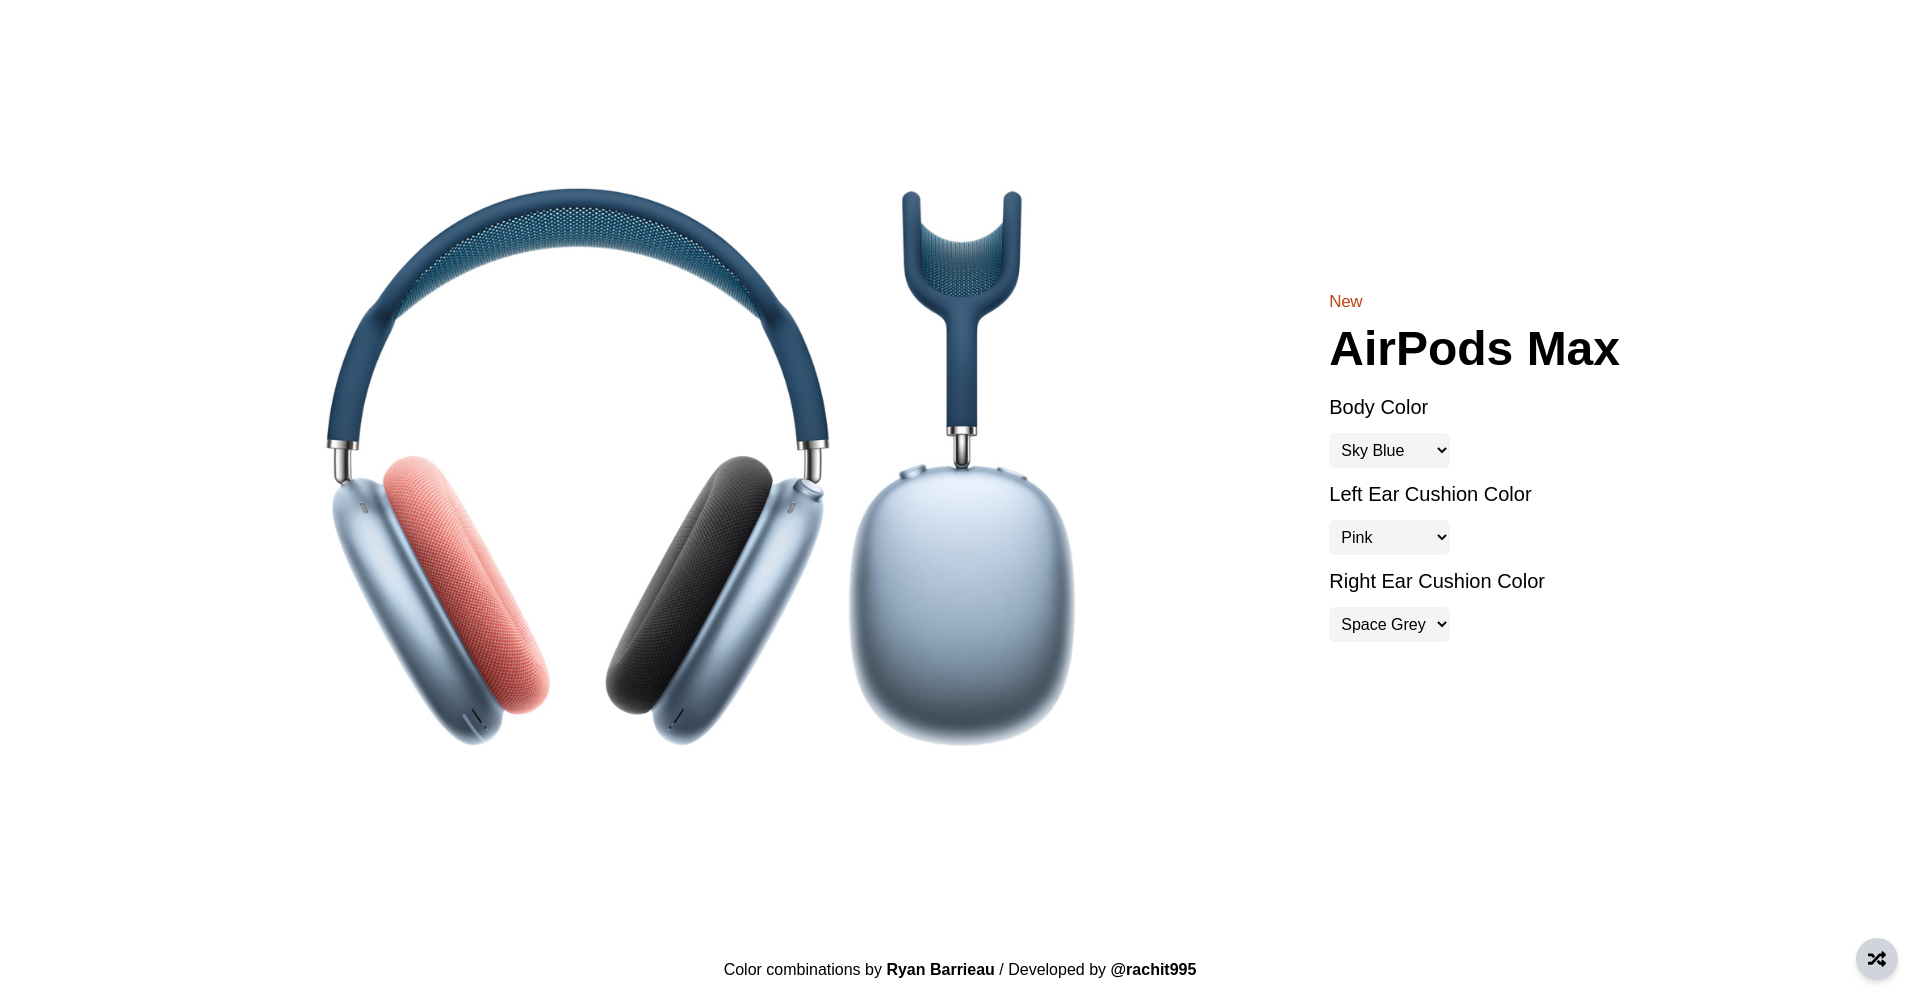 New
AirPods Max
Body Color
Sky Blue
Left Ear Cushion Color
Pink
Right Ear Cushion Color
Space Grey
Color combinations by Ryan Barrieau / Developed by @rachit995